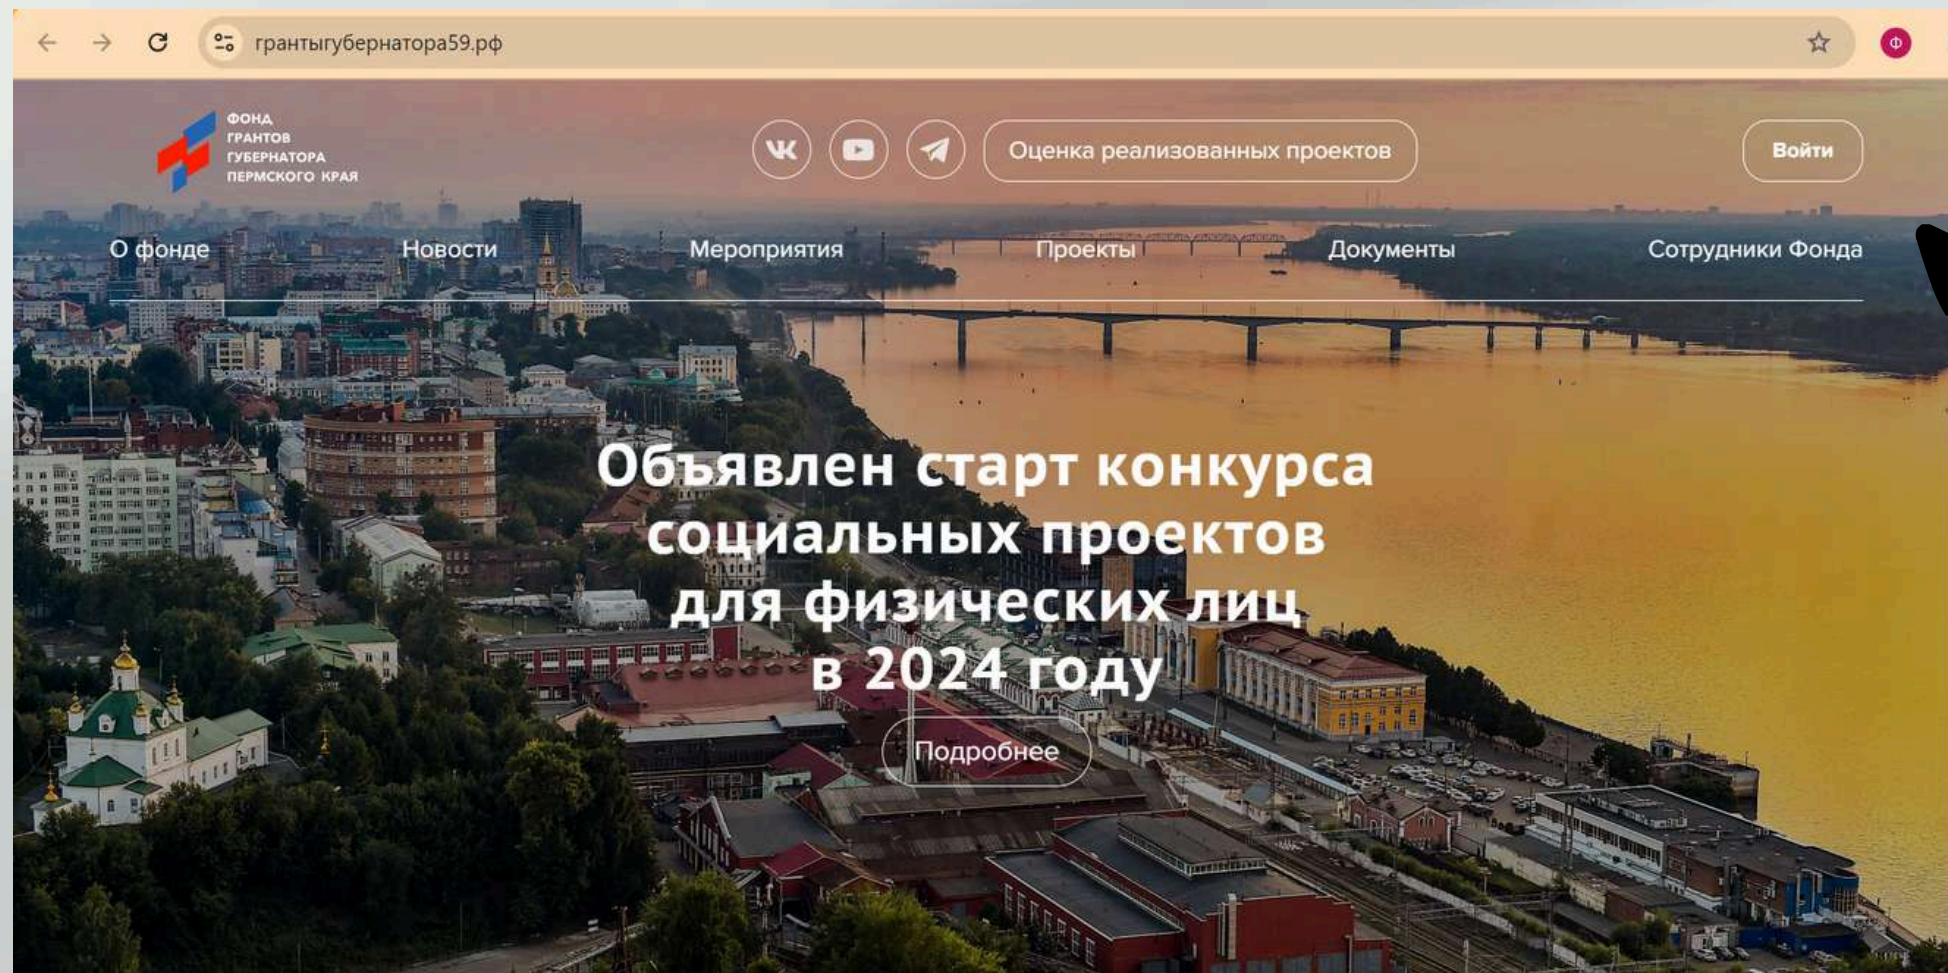 грантыгубернатора59.рф
Ф
ФОНД
ГРАНТОВ
ГУБЕРНАТОРА
ПЕРМСКОГО КРАЯ
Оценка реализованных проектов
Войти
О фонде
Новости
Мероприятия
Проекты
Документы
Сотрудники Фонда
Объявлен старт конкурса
социальных проектов
для физических лиц
в 2024 году
Подробнее